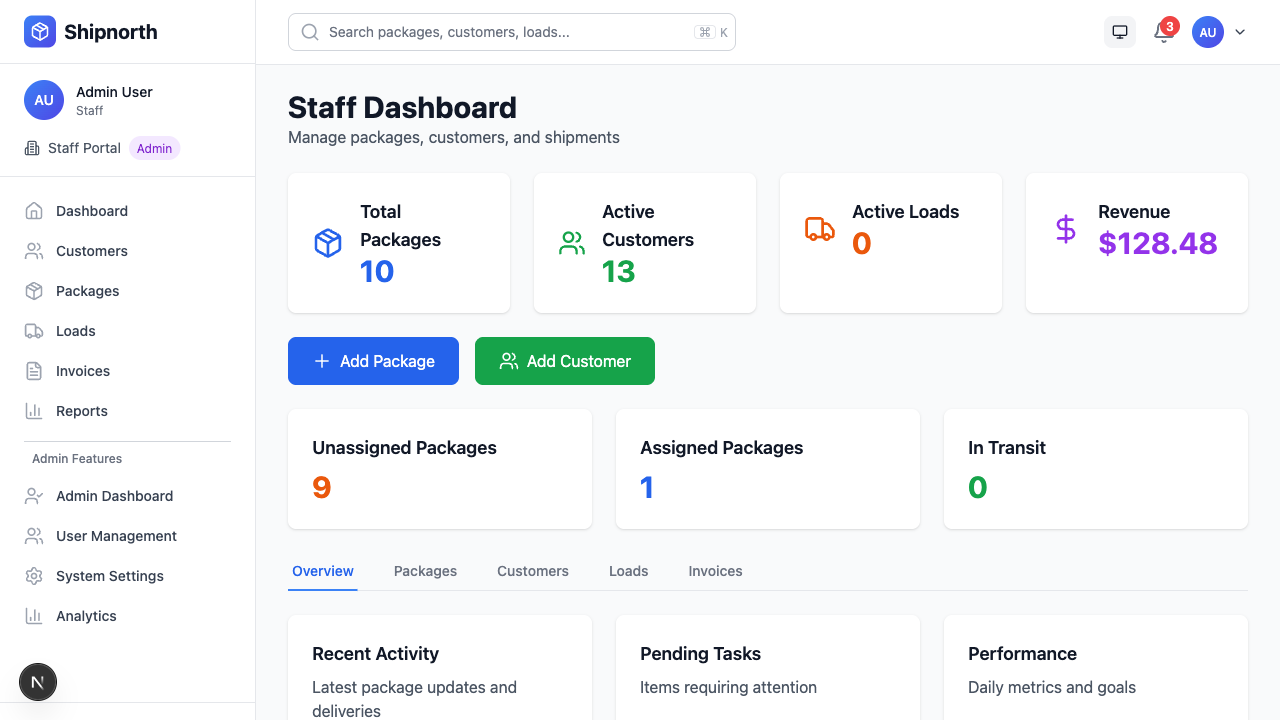 Shipnorth
Search packages, customers, loads...
⌘ K
3
AU
AU
Admin User
Staff
Staff Portal
Admin
Dashboard
Customers
Packages
Loads
Invoices
Reports
Admin Features
Admin Dashboard
User Management
System Settings
Analytics
N
Staff Dashboard
Manage packages, customers, and shipments
Total
Packages
10
Active
Customers
13
Active Loads
0
Revenue
$128.48
Add Package
Add Customer
Unassigned Packages
9
Assigned Packages
1
In Transit
0
Overview
Packages
Customers
Loads
Invoices
Recent Activity
Latest package updates and
deliveries
Pending Tasks
Items requiring attention
Performance
Daily metrics and goals